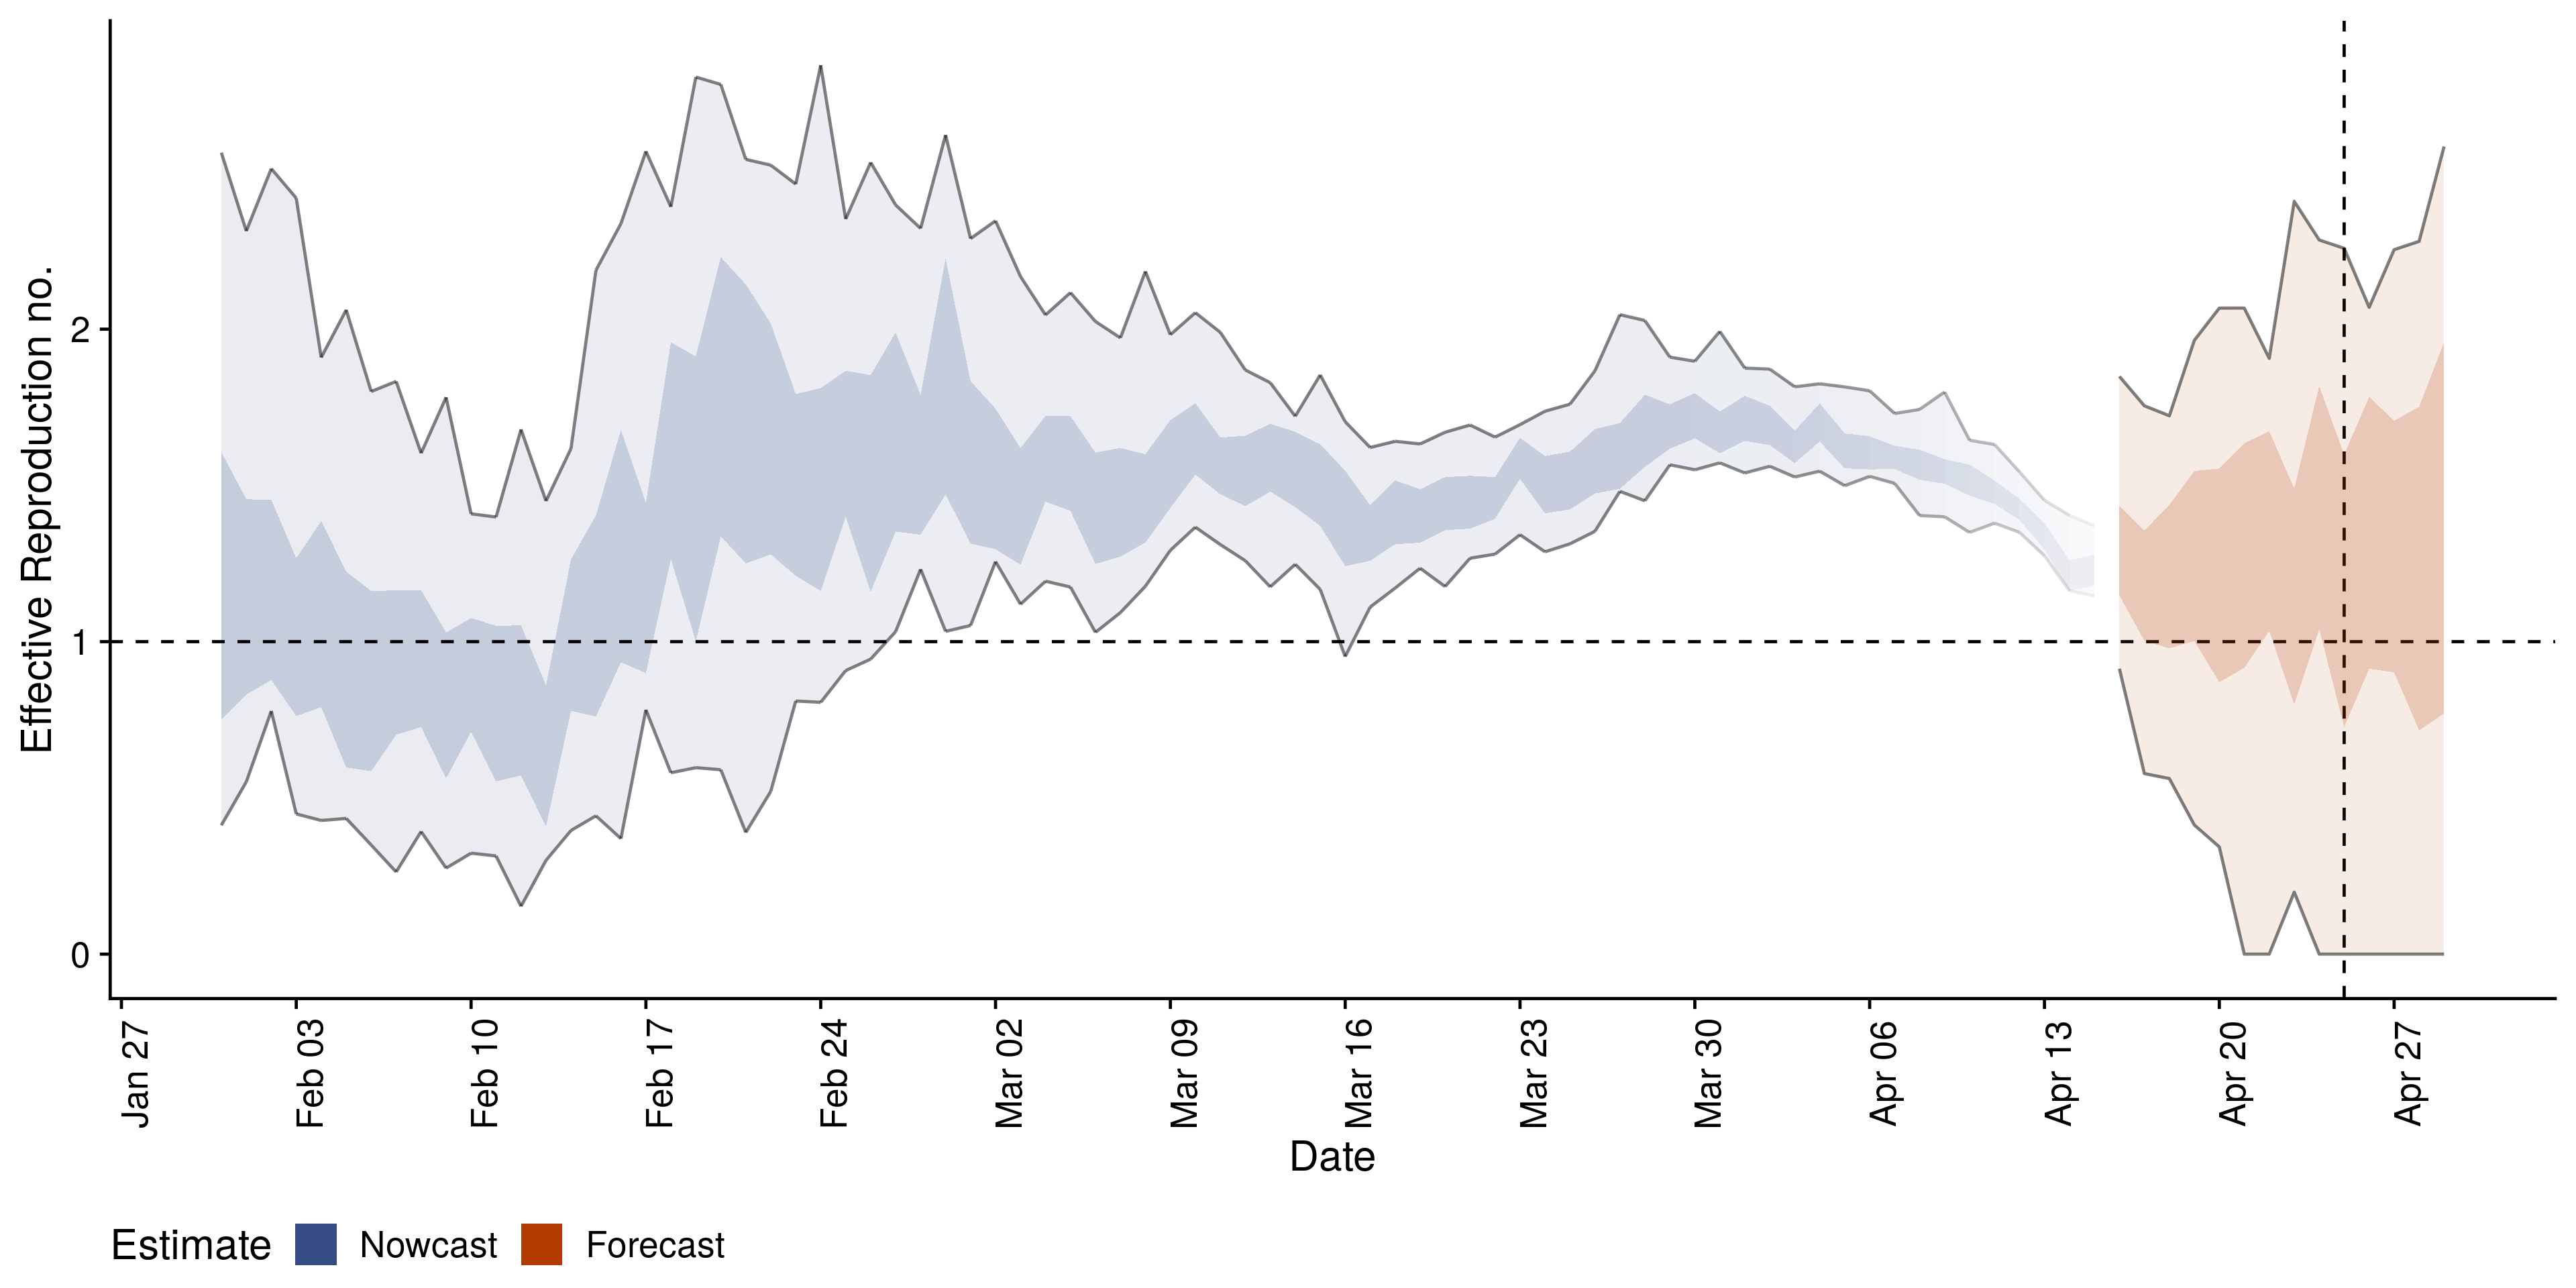 Effective Reproduction no.
2
1
0
Jan 27
Feb 03
Feb 10
Feb 17
Feb 24
Mar 02
Mar 09
Mar 16
Mar 23
Mar 30
Apr 06
Apr 13
Apr 20
Apr 27
Date
Estimate Nowcast Forecast